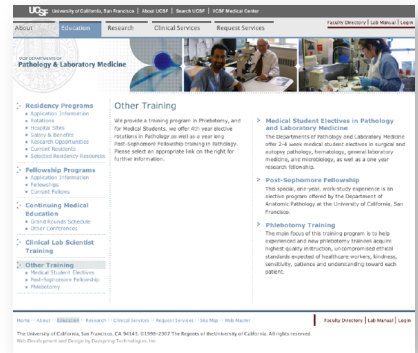 UCSF University of California, San Francisco | About UCSF | Search UCSF | UCSF Medical Center
About
Education
Research
Clinical Services
Request Services
Faculty Directory | Lab Manual | Login
UCSF DEPARTMENT OF
Pathology & Laboratory Medicine
Residency Programs
Application Information
Rotations
Hospital Sites
Salary & Benefits
Research Opportunities
Current Residents
Selected Residency Resources
Fellowship Programs
Application Information
Fellowships
Current Fellows
Continuing Medical
Education
Grand Rounds Schedule
Other Conferences
Clinical Lab Scientist
Training
Other Training
Medical Student Electives
Post-Sophomore Fellowship
Phlebotomy
Other Training
We provide a training program in Phlebotomy, and
for Medical Students, we offer 4th year elective
rotations in Pathology as well as a year long
Post-Sophomore Fellowship training in Pathology.
Please select an appropriate link on the right for
further information.
Medical Student Electives in Pathology
and Laboratory Medicine
The Departments of Pathology and Laboratory Medicine
offer 2-4 week medical student electives in surgical and
autopsy pathology, hematology, general laboratory
medicine, and microbiology, as well as a one year
research fellowship.
Post-Sophomore Fellowship
This special, one-year, work-study experience is an
elective program offered by the Department of
Anatomic Pathology at the University of California, San
Francisco.
Phlebotomy Training
The main focus of this training program is to help
experienced and new phlebotomy trainees acquire
highest quality instruction, uncompromised ethical
standards expected of healthcare workers, kindness,
sensitivity, patience and understanding toward each
patient.
Home | About | Education | Research | Clinical Services | Request Services | Site Map | Web Master
Faculty Directory | Lab Manual | Login
The University of California, San Francisco, CA 94143 ©1996-2007 The Regents of the University of California. All rights reserved.
Web Development and Design by Daypying Technologies, Inc.